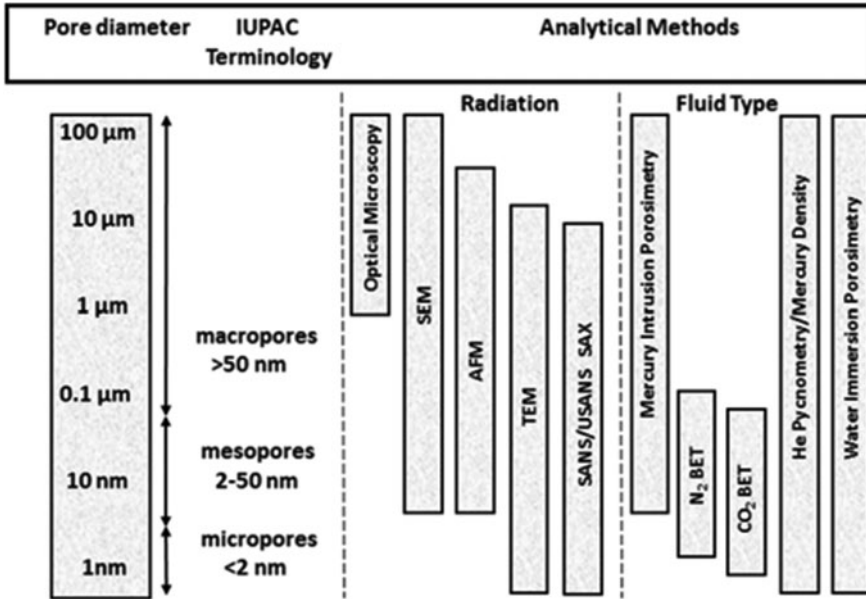 Pore diameter
IUPAC
Terminology
Analytical Methods
Radiation
Fluid Type
100 µm
10 µm
1 µm
0.1 µm
10 nm
1nm
macropores
>50 nm
mesopores
2-50 nm
micropores
<2 nm
Optical Microscopy
SEM
AFM
TEM
SANS/USANS SAX
Mercury Intrusion Porosimetry
N₂ BET
CO₂ BET
He Pycnometry/Mercury Density
Water Immersion Porosimetry